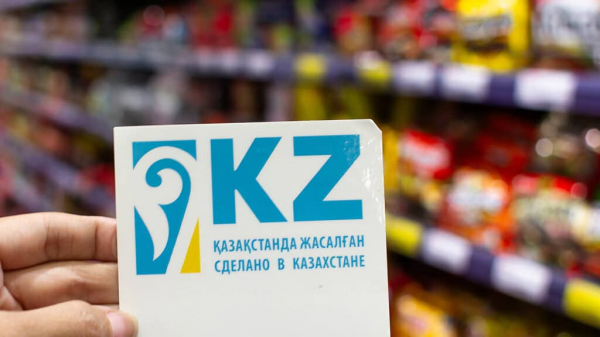 KZ
ҚАЗАҚСТАНДА ЖАСАЛҒАН
СДЕЛАНО В КАЗАХСТАНЕ